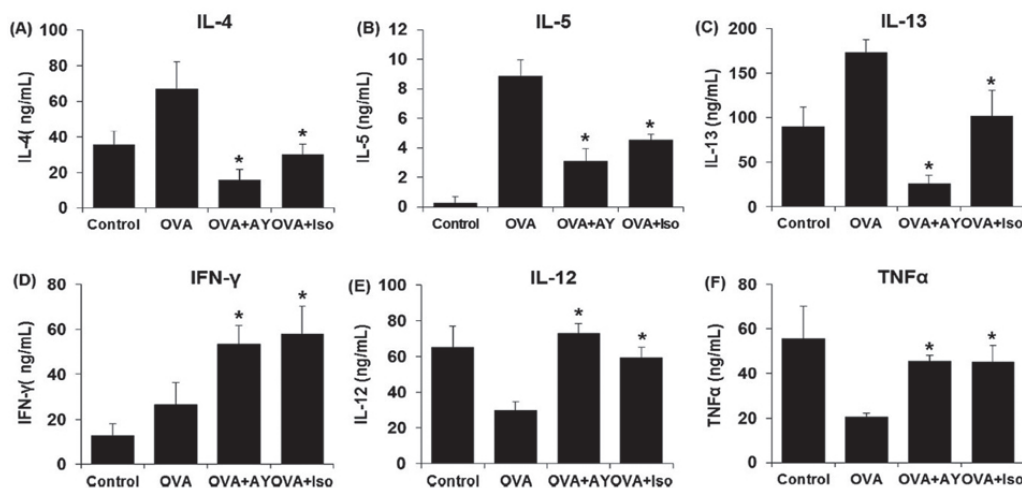 (A) IL-4
IL-4( ng/mL)
100
80
60
40
20
0
*
*
Control OVA OVA+AY OVA+Iso
(B) IL-5
IL-5 (ng/mL)
12
10
8
6
4
2
0
*
*
Control OVA OVA+AY OVA+Iso
(C) IL-13
IL-13 (ng/mL)
200
150
100
50
0
*
*
Control OVA OVA+AY OVA+Iso
(D) IFN-γ
IFN-γ( ng/mL)
80
60
40
20
0
*
*
Control OVA OVA+AY OVA+Iso
(E) IL-12
IL-12 (ng/mL)
100
80
60
40
20
0
*
*
Control OVA OVA+AY OVA+Iso
(F) TNFα
TNFα (ng/mL)
80
60
40
20
0
*
*
Control OVA OVA+AY OVA+Iso